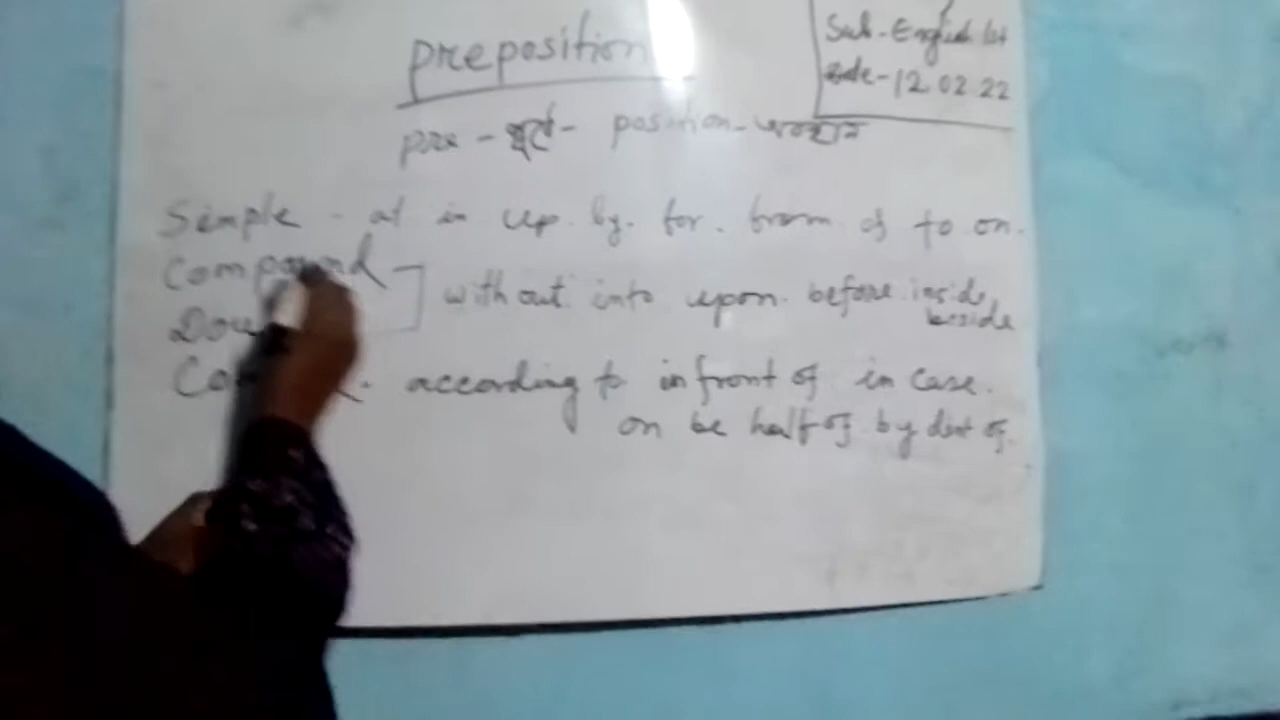 preposition
Sub-English 1st
Date-12.02.22
pre - পূর্ব - position - অবস্থান
Simple - at in up. by. for. from of to on.
Compound
without into upon. before inside,
beside
according to in front of in case.
on be half of by dint of.